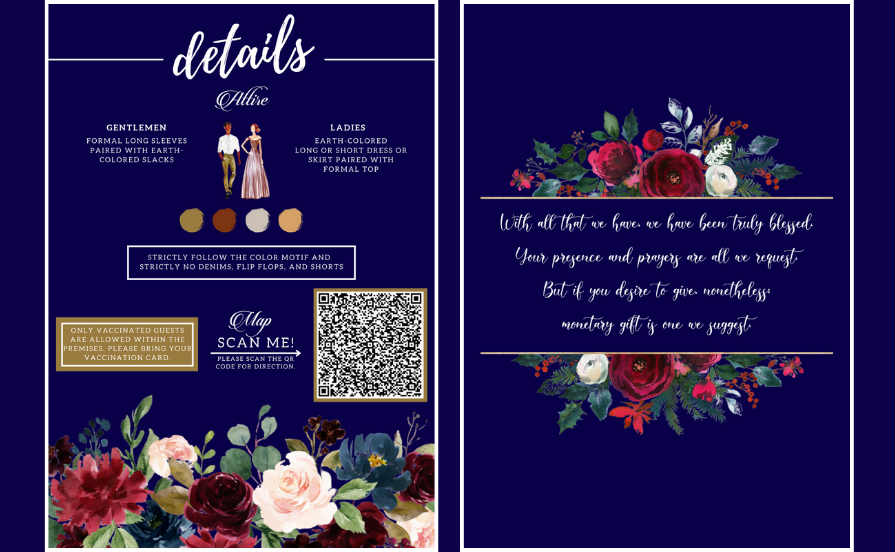 details
Attire
GENTLEMEN
FORMAL LONG SLEEVES
PAIRED WITH EARTH-
COLORED SLACKS
LADIES
EARTH-COLORED
LONG OR SHORT DRESS OR
SKIRT PAIRED WITH
FORMAL TOP
STRICTLY FOLLOW THE COLOR MOTIF AND
STRICTLY NO DENIMS, FLIP FLOPS, AND SHORTS
ONLY VACCINATED GUESTS
ARE ALLOWED WITHIN THE
PREMISES. PLEASE BRING YOUR
VACCINATION CARD.
Map
SCAN ME!
PLEASE SCAN THE QR
CODE FOR DIRECTION.
With all that we have, we have been truly blessed.
Your presence and prayers are all we request.
But if you desire to give, nonetheless;
monetary gift is one we suggest.